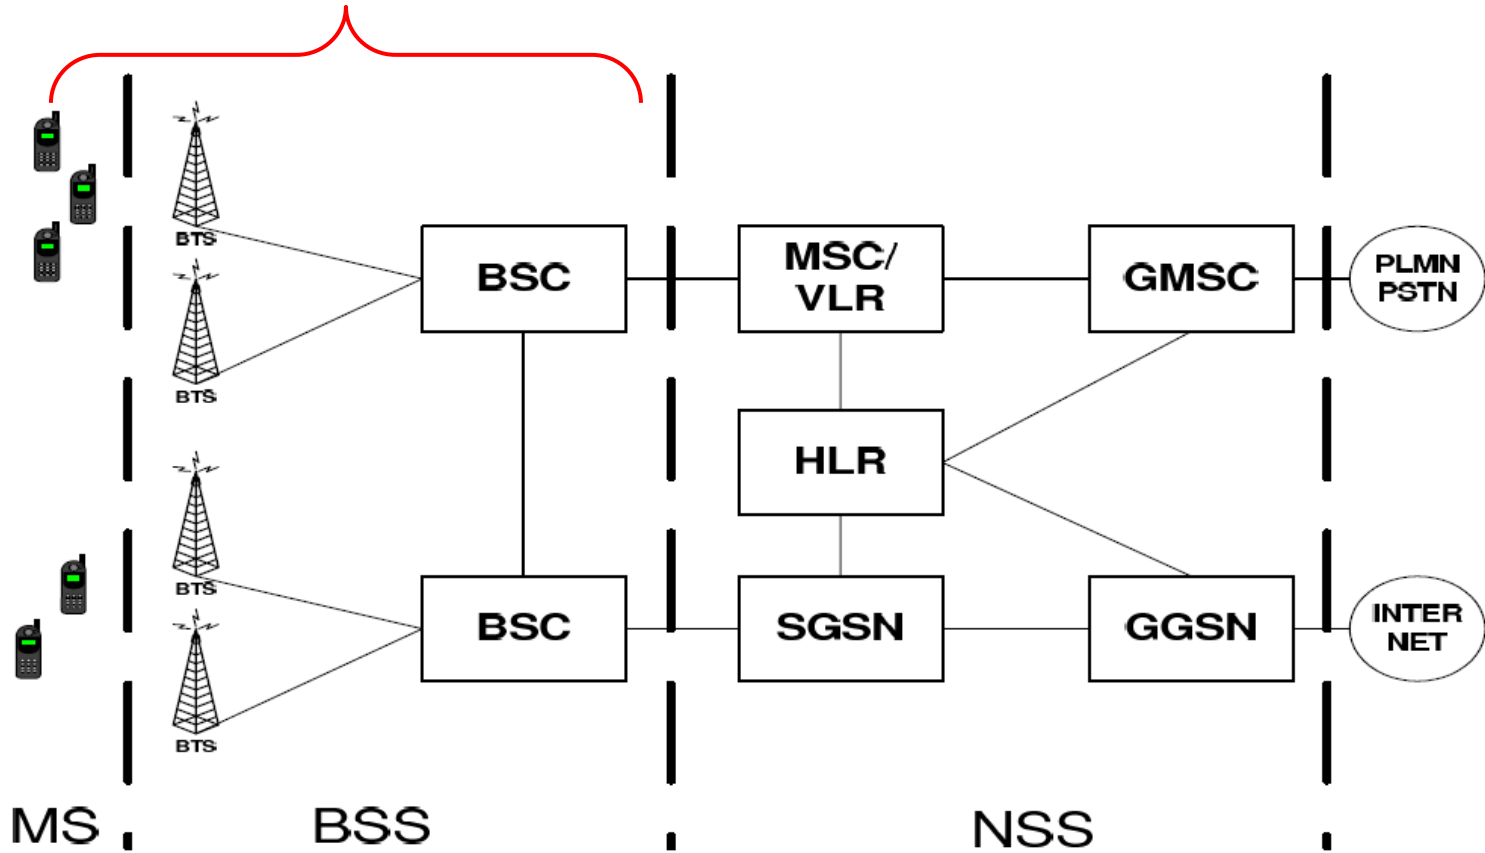 BTS
BSC
MSC/
VLR
GMSC
PLMN
PSTN
BTS
HLR
BTS
BSC
SGSN
GGSN
INTER
NET
BTS
MS
BSS
NSS